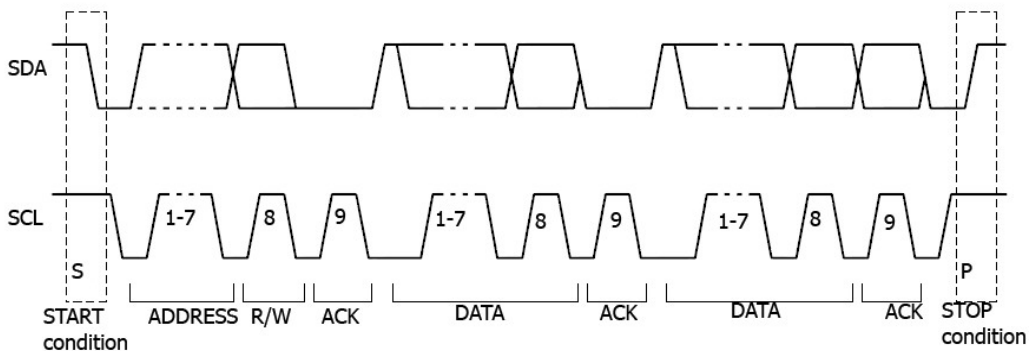 SDA
SCL
1-7 8 9 1-7 8 9 1-7 8 9
S P
START condition ADDRESS R/W ACK DATA ACK DATA ACK STOP condition